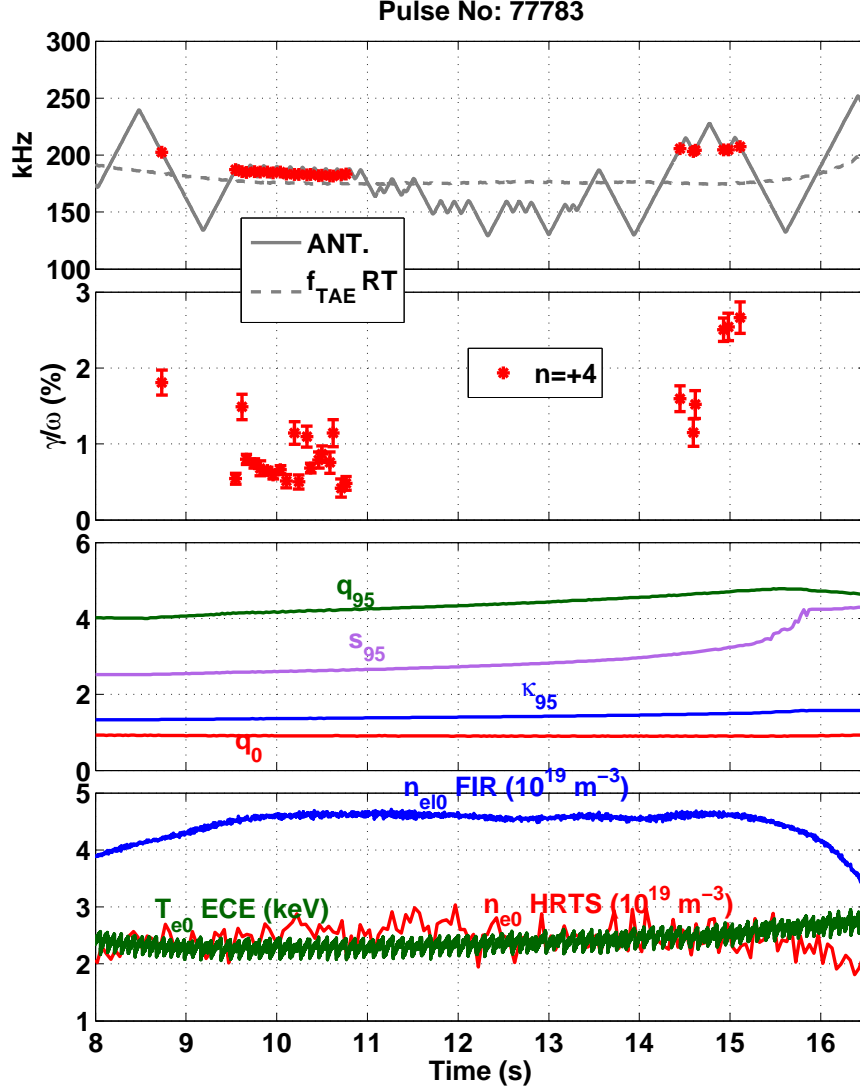 Pulse No: 77783
300
250
200
150
100
kHz
ANT.
f_TAE RT
3
2
1
0
γ/ω (%)
n=+4
6
4
2
0
q_95
s_95
κ_95
q_0
5
4
3
2
1
n_el0 FIR (10^19 m^−3)
T_e0 ECE (keV)
n_e0 HRTS (10^19 m^−3)
8 9 10 11 12 13 14 15 16
Time (s)